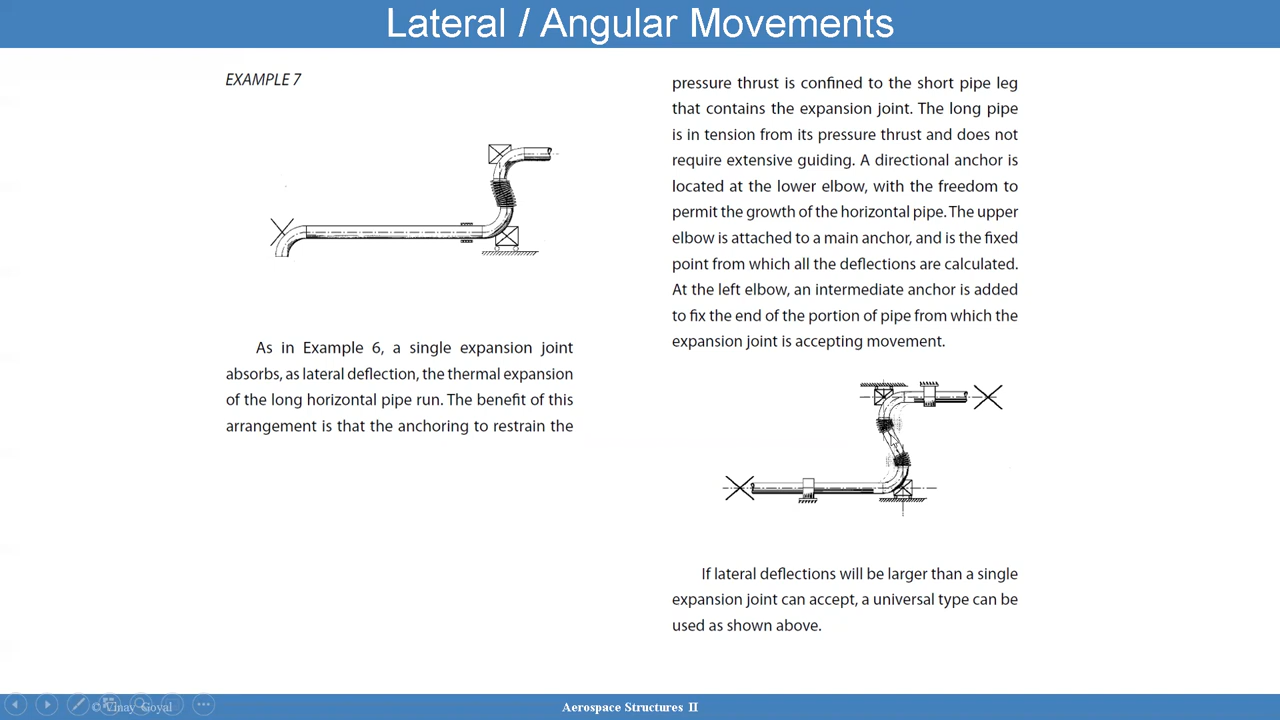 Lateral / Angular Movements
EXAMPLE 7
As in Example 6, a single expansion joint
absorbs, as lateral deflection, the thermal expansion
of the long horizontal pipe run. The benefit of this
arrangement is that the anchoring to restrain the
pressure thrust is confined to the short pipe leg
that contains the expansion joint. The long pipe
is in tension from its pressure thrust and does not
require extensive guiding. A directional anchor is
located at the lower elbow, with the freedom to
permit the growth of the horizontal pipe. The upper
elbow is attached to a main anchor, and is the fixed
point from which all the deflections are calculated.
At the left elbow, an intermediate anchor is added
to fix the end of the portion of pipe from which the
expansion joint is accepting movement.
If lateral deflections will be larger than a single
expansion joint can accept, a universal type can be
used as shown above.
© Vinay Goyal
Aerospace Structures II